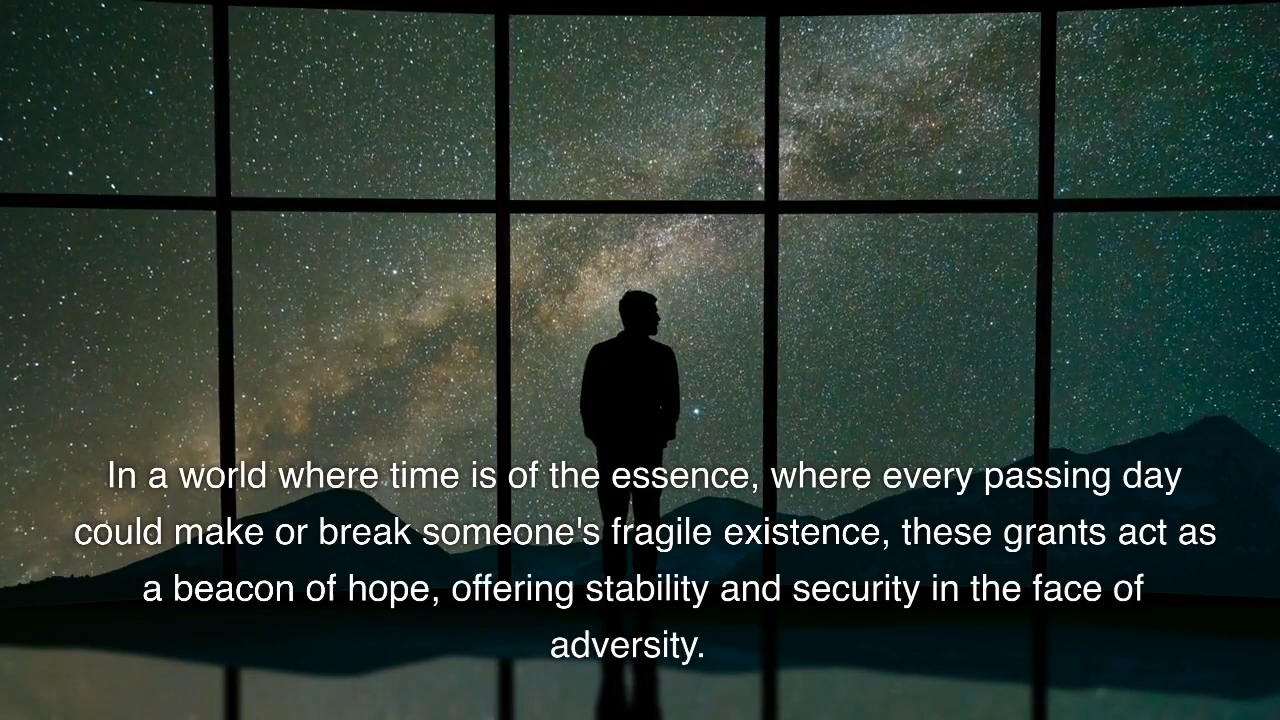 In a world where time is of the essence, where every passing day
could make or break someone's fragile existence, these grants act as
a beacon of hope, offering stability and security in the face of
adversity.